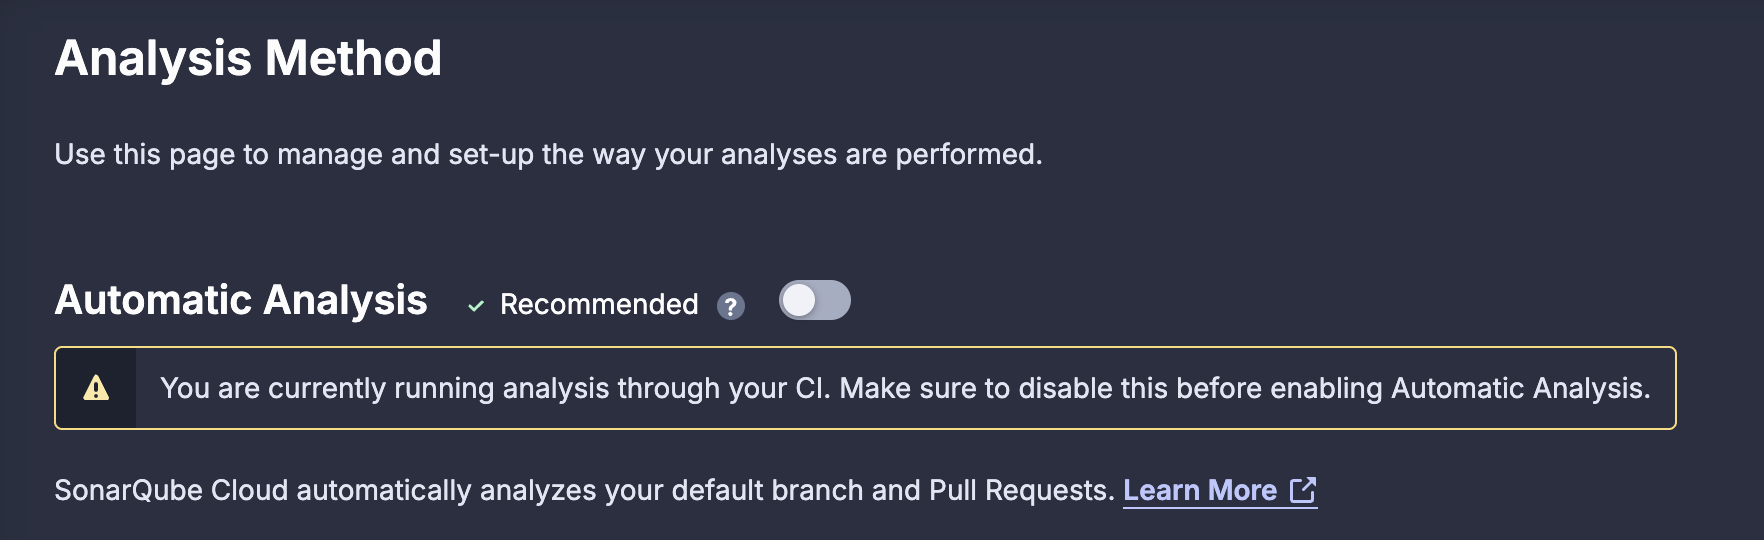 Analysis Method
Use this page to manage and set-up the way your analyses are performed.
Automatic Analysis ✓ Recommended ?
You are currently running analysis through your CI. Make sure to disable this before enabling Automatic Analysis.
SonarQube Cloud automatically analyzes your default branch and Pull Requests. Learn More